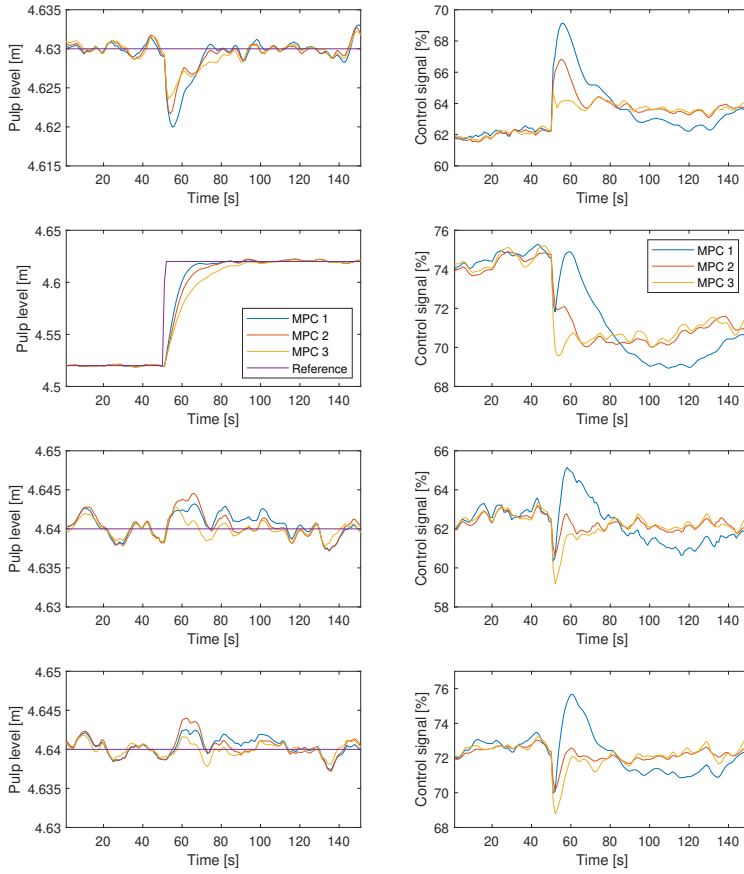 4.635
4.63
4.625
4.62
4.615
Pulp level [m]
20 40 60 80 100 120 140
Time [s]
70
68
66
64
62
60
Control signal [%]
20 40 60 80 100 120 140
Time [s]
4.65
4.6
4.55
4.5
Pulp level [m]
20 40 60 80 100 120 140
Time [s]
MPC 1
MPC 2
MPC 3
Reference
76
74
72
70
68
Control signal [%]
20 40 60 80 100 120 140
Time [s]
MPC 1
MPC 2
MPC 3
4.65
4.645
4.64
4.635
4.63
Pulp level [m]
20 40 60 80 100 120 140
Time [s]
66
64
62
60
58
Control signal [%]
20 40 60 80 100 120 140
Time [s]
4.65
4.645
4.64
4.635
4.63
Pulp level [m]
20 40 60 80 100 120 140
Time [s]
76
74
72
70
68
Control signal [%]
20 40 60 80 100 120 140
Time [s]